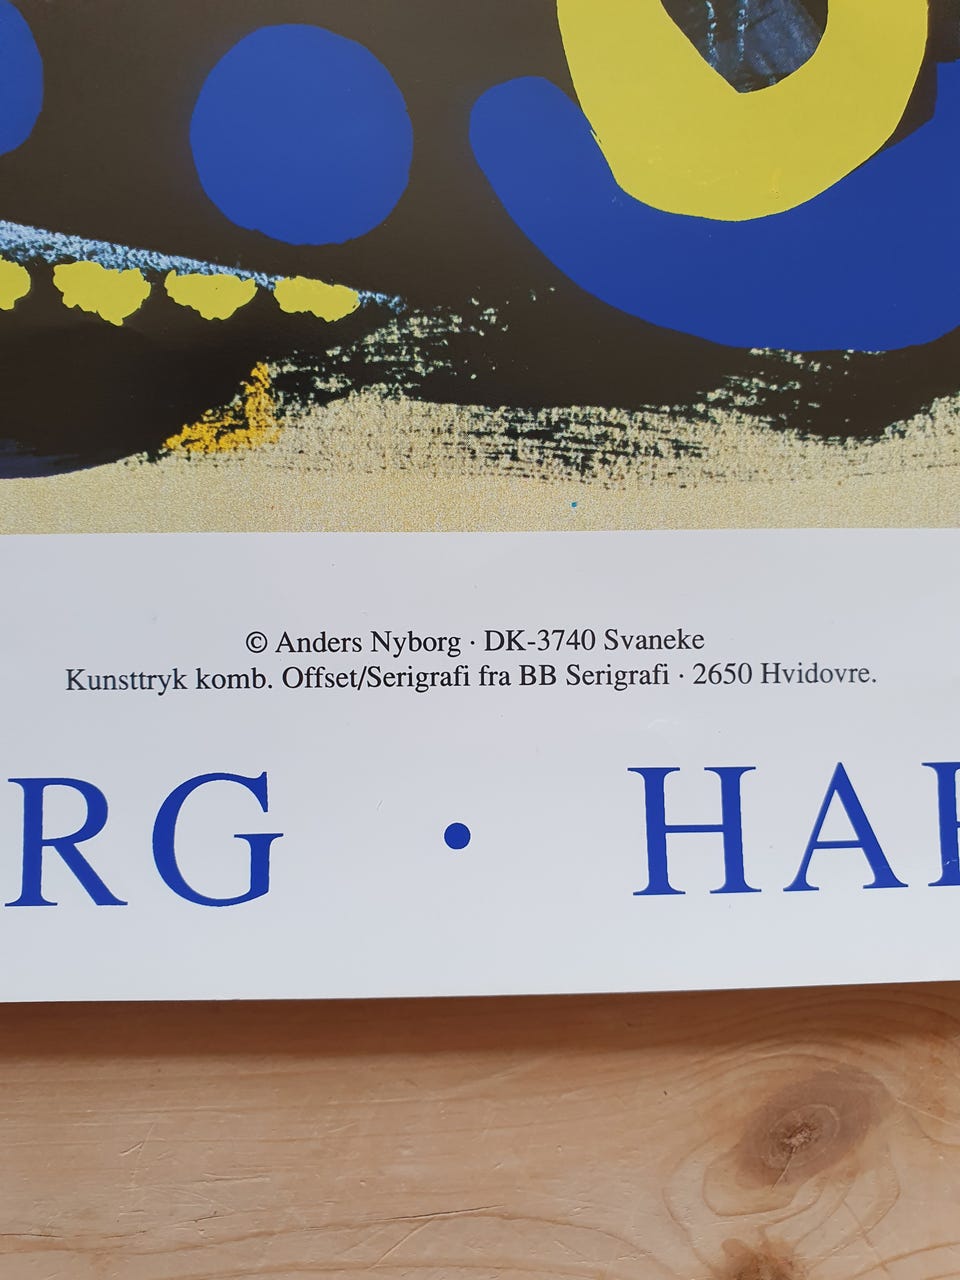 © Anders Nyborg · DK-3740 Svaneke
Kunsttryk komb. Offset/Serigrafi fra BB Serigrafi · 2650 Hvidovre.
RG · HA